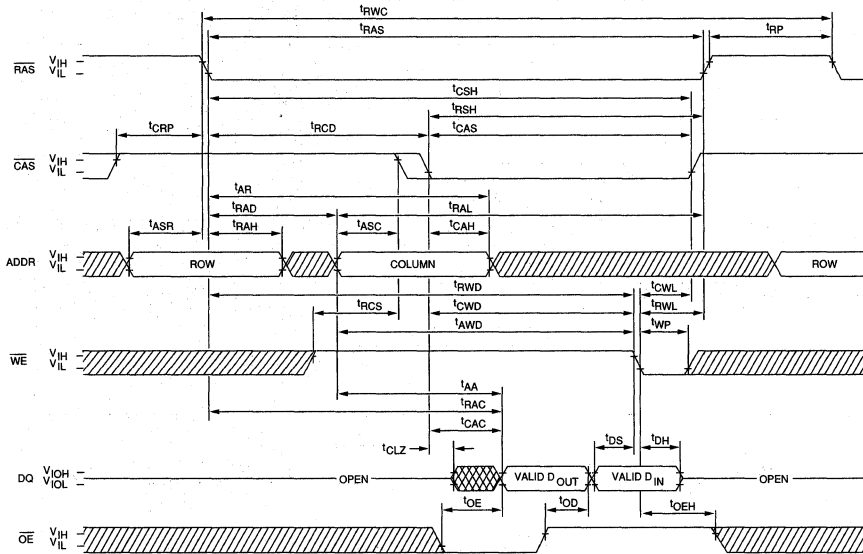 tRWC
tRAS
tRP
RAS
VIH
VIL
tCSH
tRSH
tCRP
tRCD
tCAS
CAS
VIH
VIL
tAR
tRAD
tRAL
tASR
tRAH
tASC
tCAH
ADDR
VIH
VIL
ROW
COLUMN
ROW
tRWD
tCWL
tRCS
tCWD
tRWL
tAWD
tWP
WE
VIH
VIL
tAA
tRAC
tCAC
tCLZ
tDS
tDH
DQ
VIOH
VIOL
OPEN
VALID DOUT
VALID DIN
OPEN
tOE
tOD
tOEH
OE
VIH
VIL